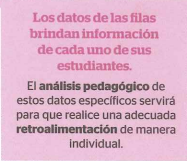 Los datos de las filas
brindan información
de cada uno de sus
estudiantes.
El análisis pedagógico de
estos datos específicos servirá
para que realice una adecuada
retroalimentación de manera
individual.